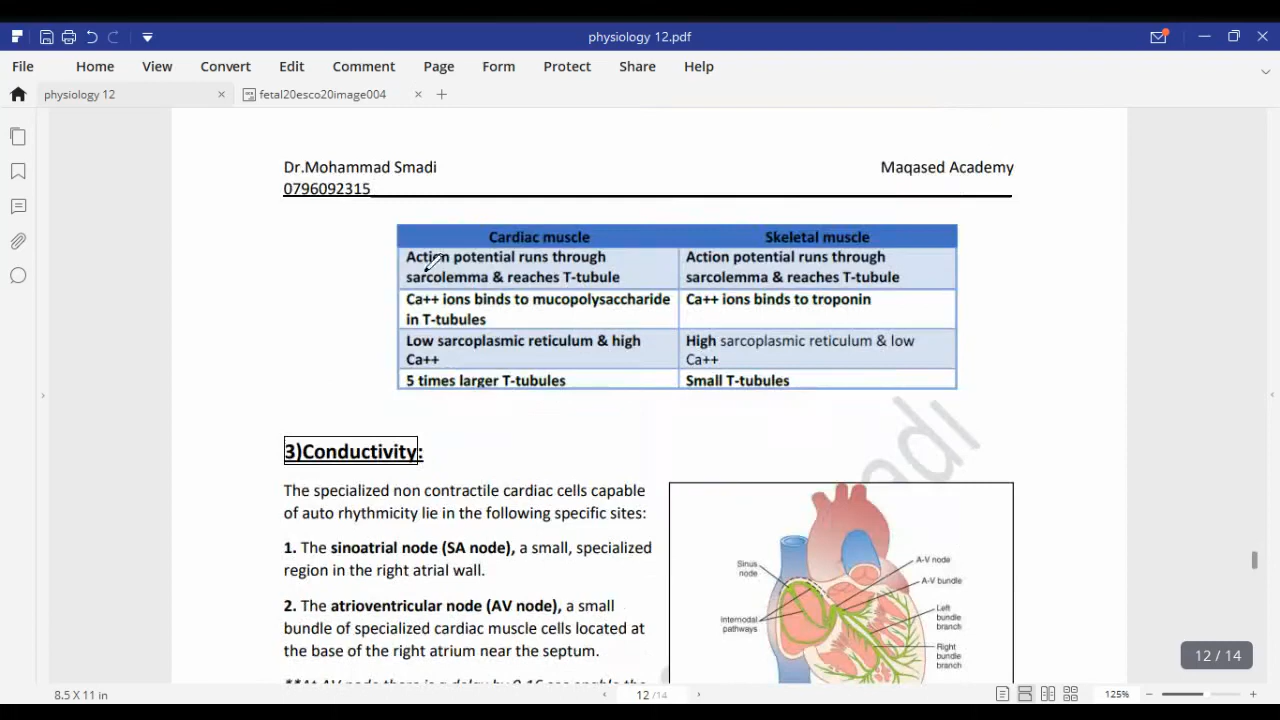 physiology 12.pdf
File Home View Convert Edit Comment Page Form Protect Share Help
physiology 12 fetal20esco20image004
Dr.Mohammad Smadi Maqased Academy
0796092315
Cardiac muscle Skeletal muscle
Action potential runs through Action potential runs through
sarcolemma & reaches T-tubule sarcolemma & reaches T-tubule
Ca++ ions binds to mucopolysaccharide Ca++ ions binds to troponin
in T-tubules
Low sarcoplasmic reticulum & high High sarcoplasmic reticulum & low
Ca++ Ca++
5 times larger T-tubules Small T-tubules
3)Conductivity:
The specialized non contractile cardiac cells capable
of auto rhythmicity lie in the following specific sites:
1. The sinoatrial node (SA node), a small, specialized
region in the right atrial wall.
2. The atrioventricular node (AV node), a small
bundle of specialized cardiac muscle cells located at
the base of the right atrium near the septum.
Sinus
node
Internodal
pathways
A-V node
A-V bundle
Left
bundle
branch
Right
bundle
branch
12 / 14
8.5 X 11 in 12 /14 125%